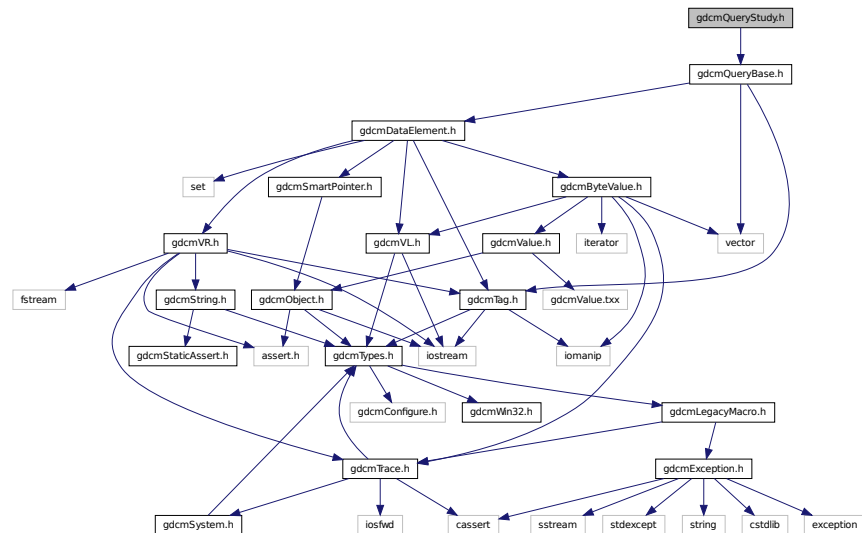 gdcmQueryStudy.h
gdcmQueryBase.h
gdcmDataElement.h
set
gdcmSmartPointer.h
gdcmByteValue.h
gdcmVR.h
gdcmVL.h
gdcmValue.h
iterator
vector
fstream
gdcmString.h
gdcmObject.h
gdcmTag.h
gdcmValue.txx
gdcmStaticAssert.h
assert.h
gdcmTypes.h
iostream
iomanip
gdcmConfigure.h
gdcmWin32.h
gdcmLegacyMacro.h
gdcmTrace.h
gdcmException.h
gdcmSystem.h
iosfwd
cassert
sstream
stdexcept
string
cstdlib
exception